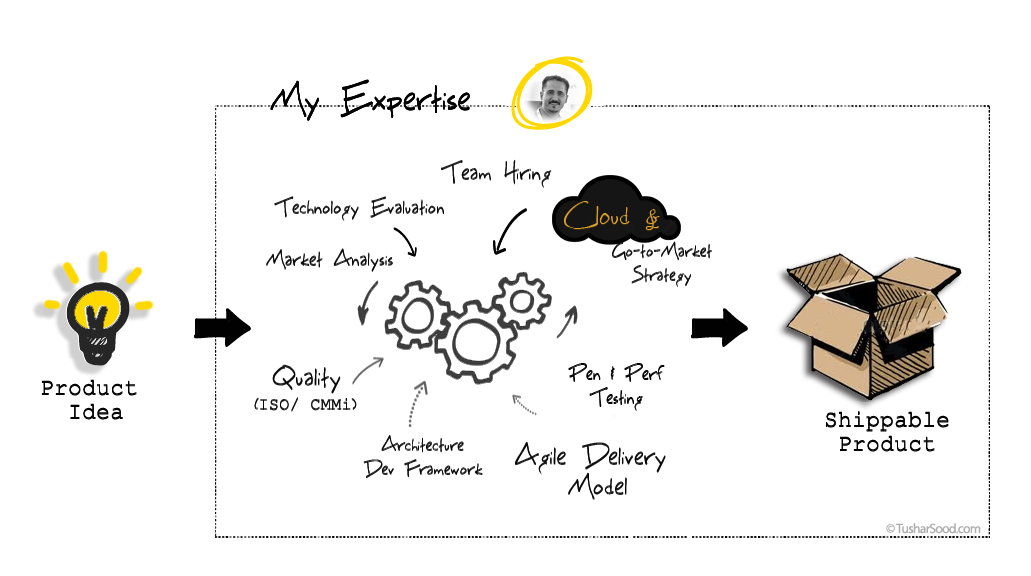 My Expertise
Team Hiring
Technology Evaluation
Cloud &
Go-to-Market
Strategy
Market Analysis
Product
Idea
Quality
(ISO/ CMMi)
Pen & Perf
Testing
Architecture
Dev Framework
Agile Delivery
Model
Shippable
Product
©TusharSood.com